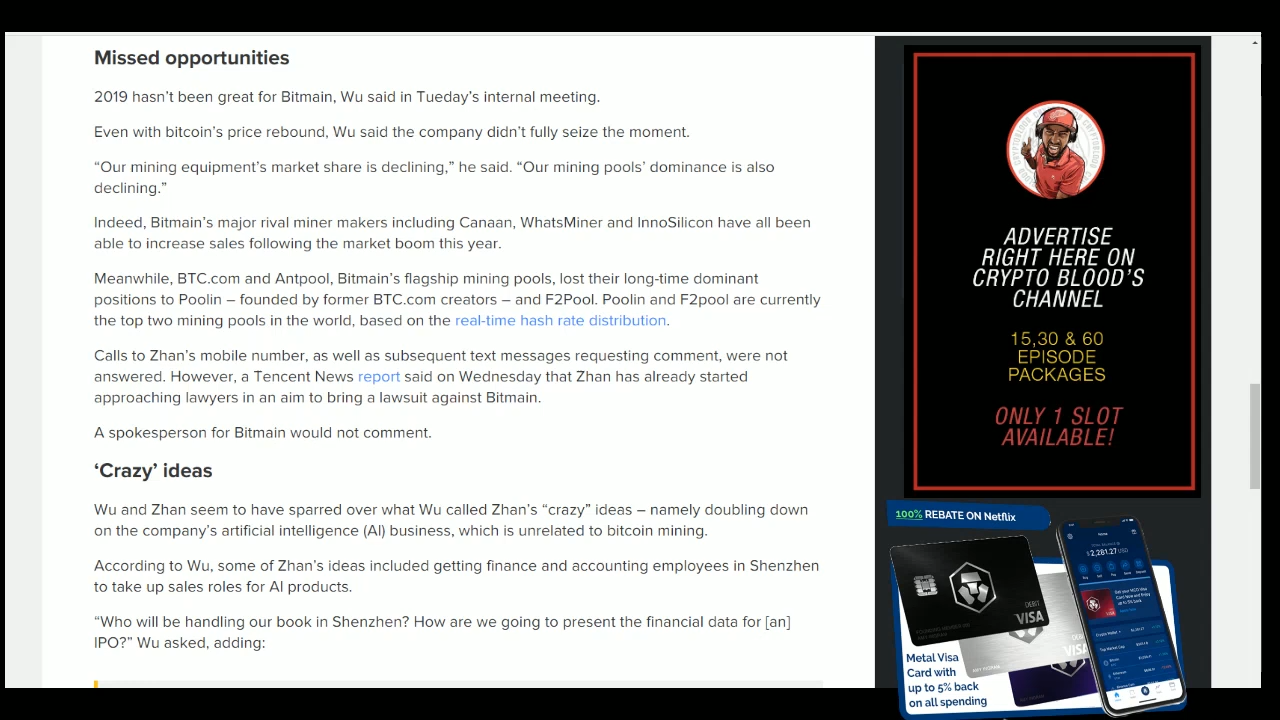 Missed opportunities
2019 hasn’t been great for Bitmain, Wu said in Tueday’s internal meeting.
Even with bitcoin’s price rebound, Wu said the company didn’t fully seize the moment.
“Our mining equipment’s market share is declining,” he said. “Our mining pools’ dominance is also
declining.”
Indeed, Bitmain’s major rival miner makers including Canaan, WhatsMiner and InnoSilicon have all been
able to increase sales following the market boom this year.
Meanwhile, BTC.com and Antpool, Bitmain’s flagship mining pools, lost their long-time dominant
positions to Poolin – founded by former BTC.com creators – and F2Pool. Poolin and F2pool are currently
the top two mining pools in the world, based on the real-time hash rate distribution.
Calls to Zhan’s mobile number, as well as subsequent text messages requesting comment, were not
answered. However, a Tencent News report said on Wednesday that Zhan has already started
approaching lawyers in an aim to bring a lawsuit against Bitmain.
A spokesperson for Bitmain would not comment.
‘Crazy’ ideas
Wu and Zhan seem to have sparred over what Wu called Zhan’s “crazy” ideas – namely doubling down
on the company’s artificial intelligence (AI) business, which is unrelated to bitcoin mining.
According to Wu, some of Zhan’s ideas included getting finance and accounting employees in Shenzhen
to take up sales roles for AI products.
“Who will be handling our book in Shenzhen? How are we going to present the financial data for [an]
IPO?” Wu asked, adding:
ADVERTISE
RIGHT HERE ON
CRYPTO BLOOD’S
CHANNEL
15,30 & 60
EPISODE
PACKAGES
ONLY 1 SLOT
AVAILABLE!
100% REBATE ON Netflix
DEBIT
VISA
$2,281.27 USD
Metal Visa
Card with
up to 5% back
on all spending